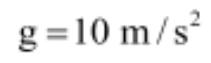 g = 10 m/s²